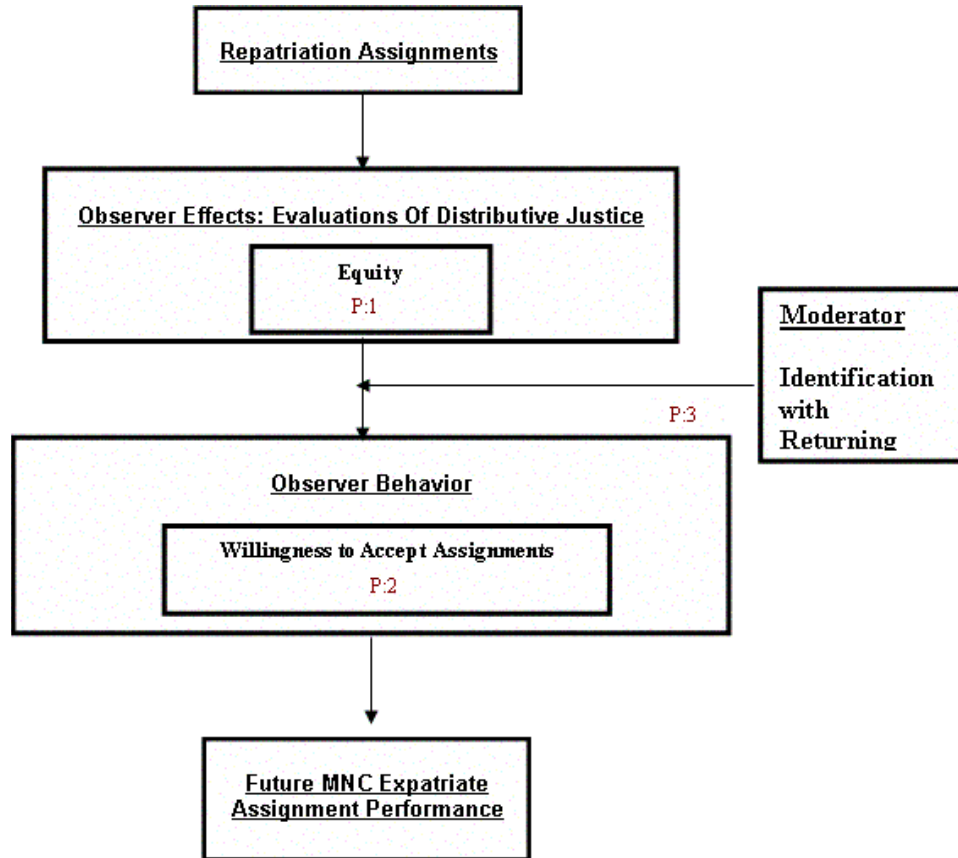 Repatriation Assignments
Observer Effects: Evaluations Of Distributive Justice
Equity
P:1
Moderator
Identification
with
Returning
P:3
Observer Behavior
Willingness to Accept Assignments
P:2
Future MNC Expatriate
Assignment Performance